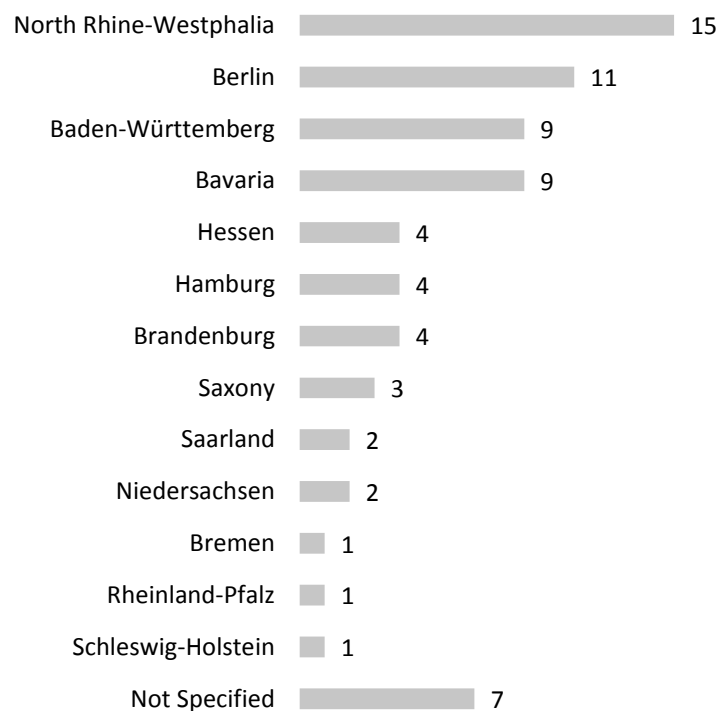 North Rhine-Westphalia 15
Berlin 11
Baden-Württemberg 9
Bavaria 9
Hessen 4
Hamburg 4
Brandenburg 4
Saxony 3
Saarland 2
Niedersachsen 2
Bremen 1
Rheinland-Pfalz 1
Schleswig-Holstein 1
Not Specified 7